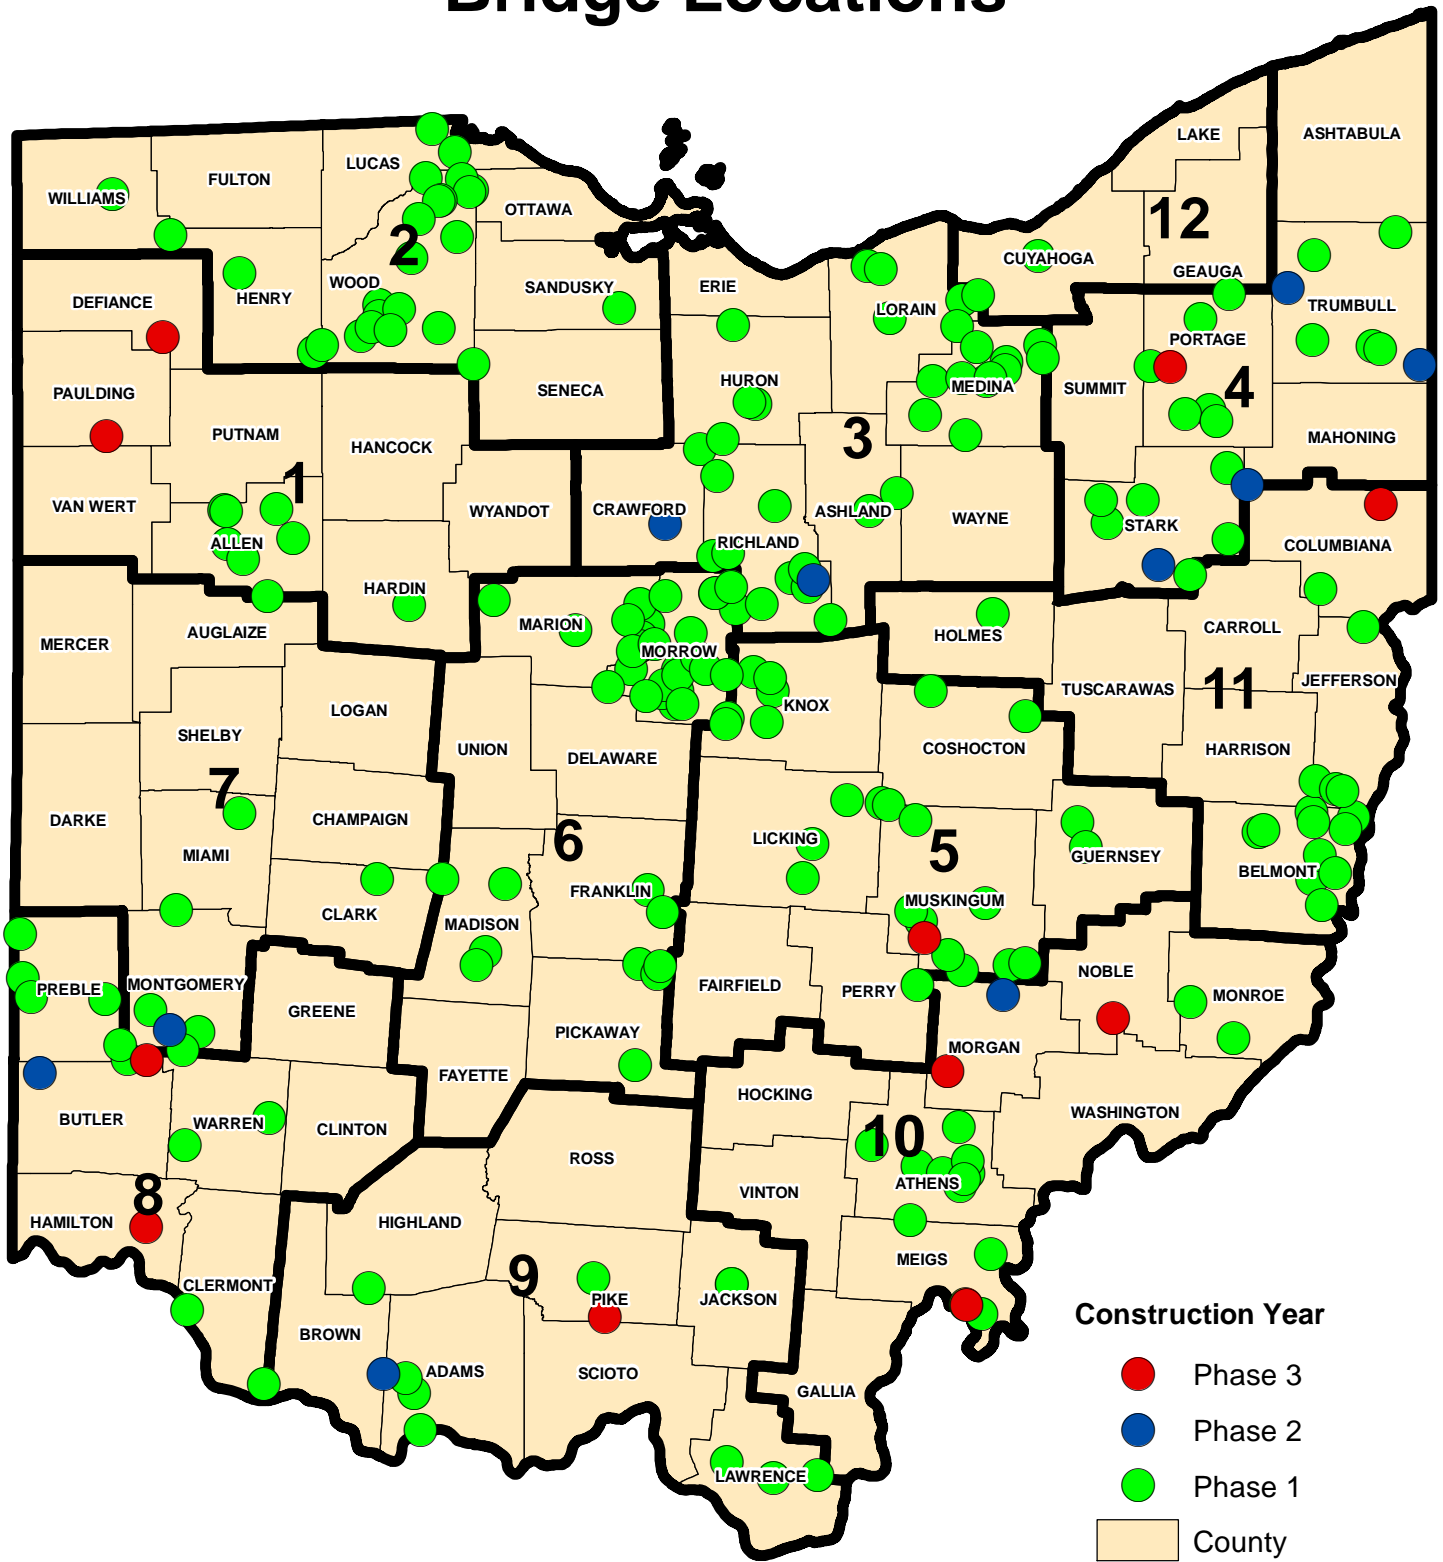 Bridge Locations
LAKE
ASHTABULA
LUCAS
FULTON
WILLIAMS
OTTAWA
12
2
CUYAHOGA
GEAUGA
WOOD
SANDUSKY
ERIE
HENRY
DEFIANCE
LORAIN
TRUMBULL
PORTAGE
HURON
MEDINA
SUMMIT
4
SENECA
PAULDING
PUTNAM
HANCOCK
3
MAHONING
1
VAN WERT
WYANDOT
CRAWFORD
ASHLAND
WAYNE
STARK
ALLEN
RICHLAND
COLUMBIANA
HARDIN
MARION
AUGLAIZE
MERCER
HOLMES
CARROLL
MORROW
JEFFERSON
TUSCARAWAS
11
LOGAN
KNOX
SHELBY
UNION
DELAWARE
COSHOCTON
HARRISON
7
DARKE
CHAMPAIGN
6
LICKING
5
MIAMI
GUERNSEY
BELMONT
FRANKLIN
MUSKINGUM
CLARK
MADISON
NOBLE
PREBLE
MONTGOMERY
FAIRFIELD
PERRY
MONROE
GREENE
PICKAWAY
MORGAN
FAYETTE
HOCKING
BUTLER
WARREN
CLINTON
WASHINGTON
10
ROSS
ATHENS
VINTON
8
HAMILTON
HIGHLAND
MEIGS
9
CLERMONT
PIKE
JACKSON
BROWN
ADAMS
SCIOTO
GALLIA
LAWRENCE
Construction Year
Phase 3
Phase 2
Phase 1
County